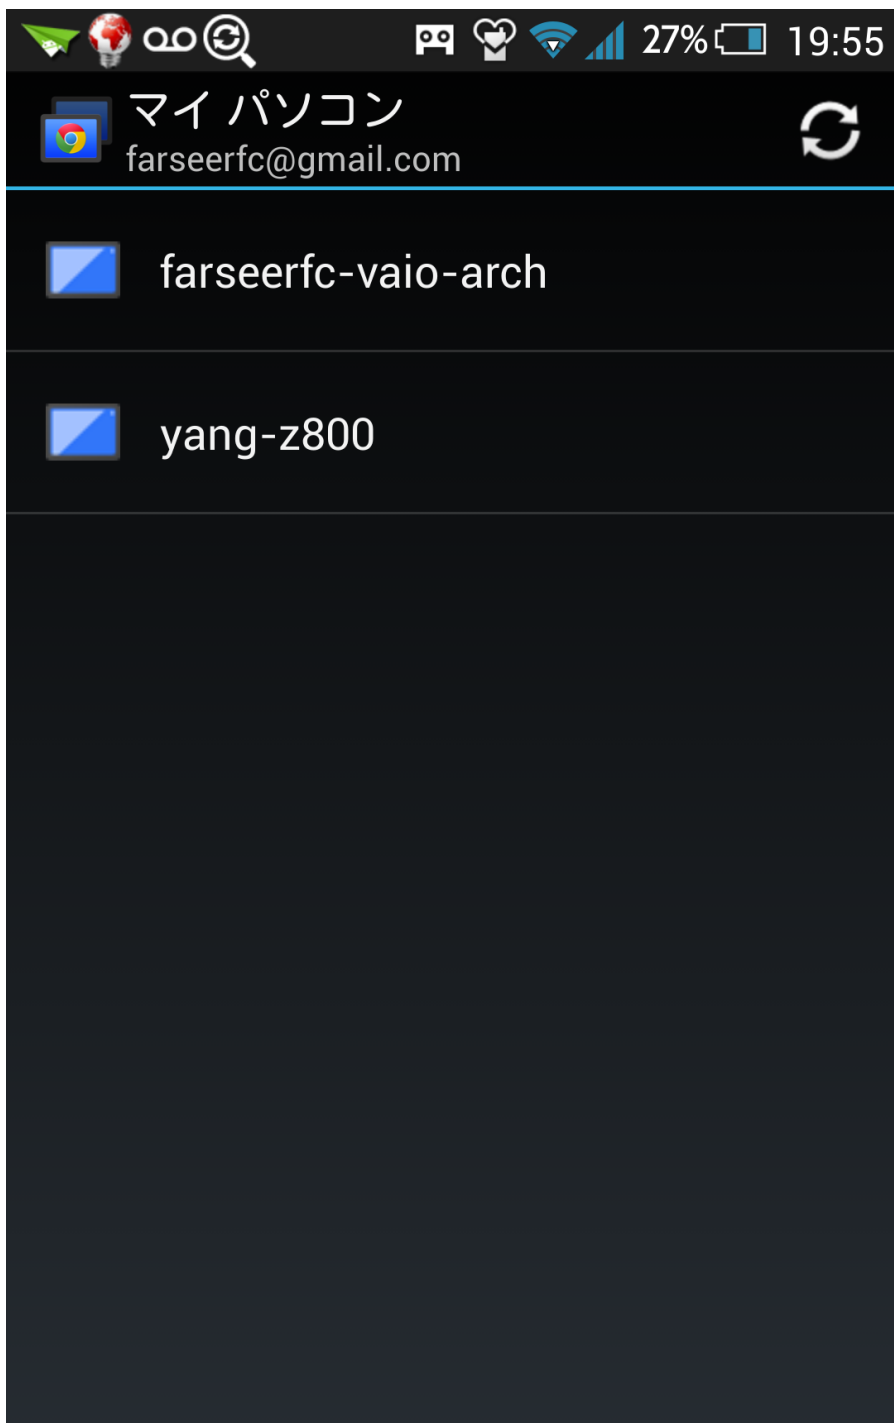 27% 19:55
マイ パソコン
farseerfc@gmail.com
farseerfc-vaio-arch
yang-z800